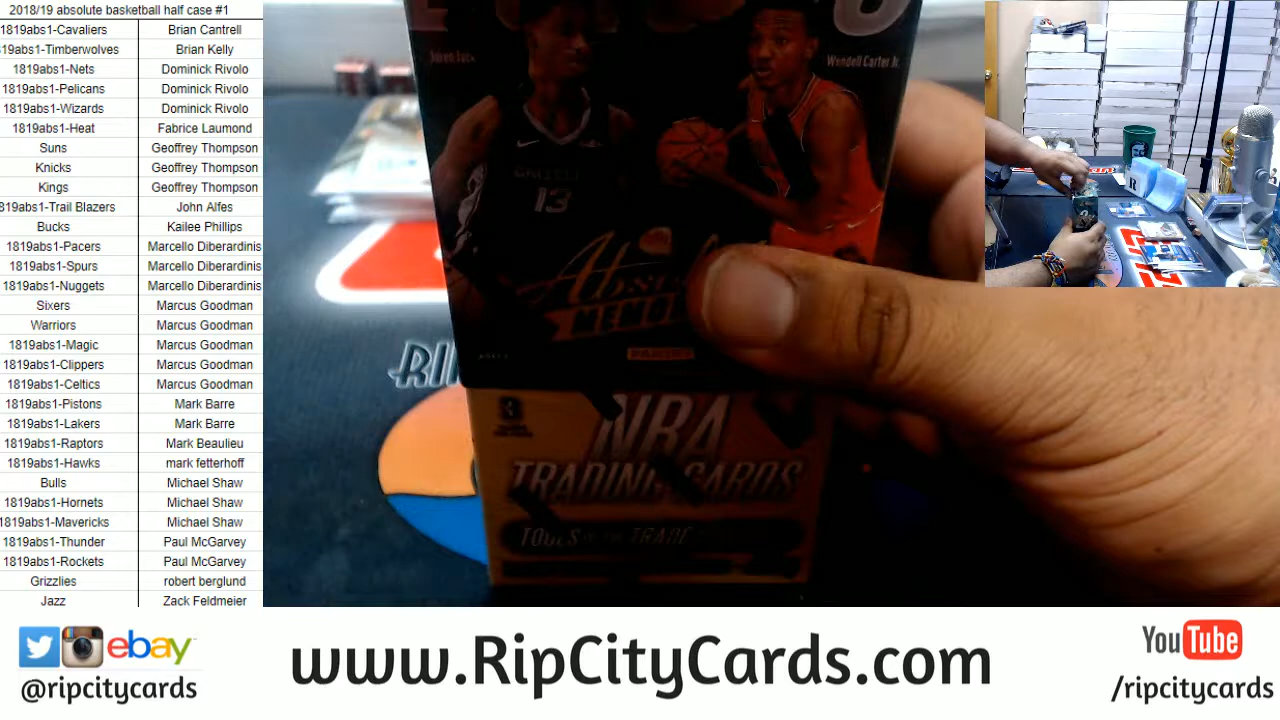 2018/19 absolute basketball half case #1
1819abs1-Cavaliers Brian Cantrell
19abs1-Timberwolves Brian Kelly
1819abs1-Nets Dominick Rivolo
1819abs1-Pelicans Dominick Rivolo
1819abs1-Wizards Dominick Rivolo
1819abs1-Heat Fabrice Laumond
Suns Geoffrey Thompson
Knicks Geoffrey Thompson
Kings Geoffrey Thompson
819abs1-Trail Blazers John Alfes
Bucks Kailee Phillips
1819abs1-Pacers Marcello Diberardinis
1819abs1-Spurs Marcello Diberardinis
1819abs1-Nuggets Marcello Diberardinis
Sixers Marcus Goodman
Warriors Marcus Goodman
1819abs1-Magic Marcus Goodman
1819abs1-Clippers Marcus Goodman
1819abs1-Celtics Marcus Goodman
1819abs1-Pistons Mark Barre
1819abs1-Lakers Mark Barre
1819abs1-Raptors Mark Beaulieu
1819abs1-Hawks mark fetterhoff
Bulls Michael Shaw
1819abs1-Hornets Michael Shaw
1819abs1-Mavericks Michael Shaw
1819abs1-Thunder Paul McGarvey
1819abs1-Rockets Paul McGarvey
Grizzlies robert berglund
Jazz Zack Feldmeier
Wendell Carter Jr.
13
PANINI
RI
NBA
TRADING CARDS
TOOLS OF THE TRADE
R
ebay
@ripcitycards
www.RipCityCards.com
YouTube
/ripcitycards